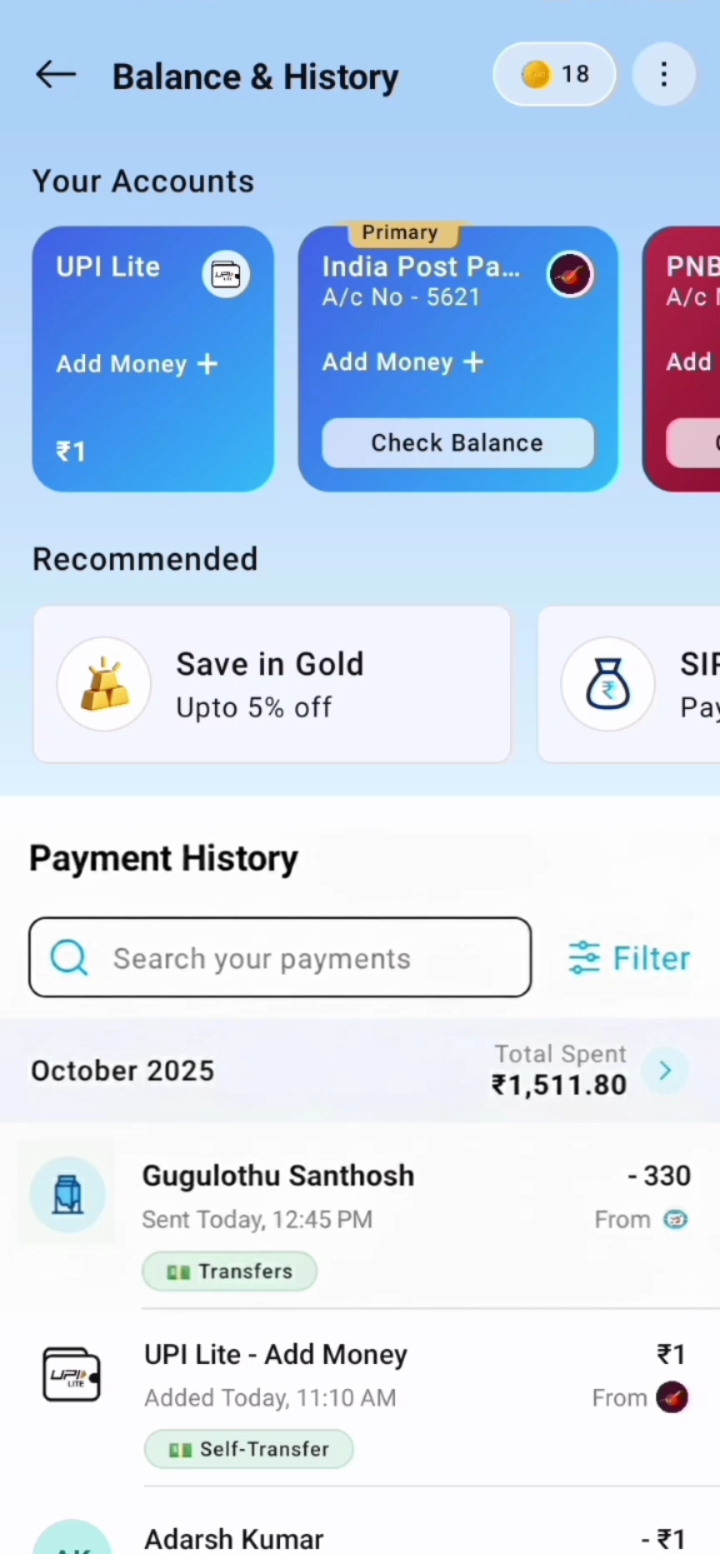 Balance & History
18
Your Accounts
UPI Lite
Add Money +
₹1
Primary
India Post Pa...
A/c No - 5621
Add Money +
Check Balance
PNB
A/c
Add
Recommended
Save in Gold
Upto 5% off
SIP
Pay
Payment History
Search your payments
Filter
October 2025
Total Spent
₹1,511.80
Gugulothu Santhosh
- 330
Sent Today, 12:45 PM
From
Transfers
UPI LITE
UPI Lite - Add Money
₹1
Added Today, 11:10 AM
From
Self-Transfer
Adarsh Kumar
- ₹1